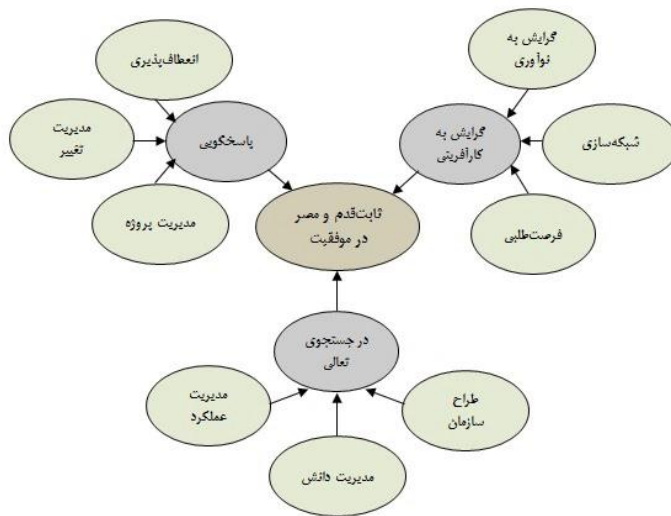 گرایش به
نوآوری
انعطاف‌پذیری
پاسخگویی
گرایش به
کارآفرینی
شبکه‌سازی
مدیریت
تغییر
مدیریت پروژه
ثابت‌قدم و مصر
در موفقیت
فرصت‌طلبی
در جستجوی
تعالی
مدیریت
عملکرد
طراح
سازمان
مدیریت دانش